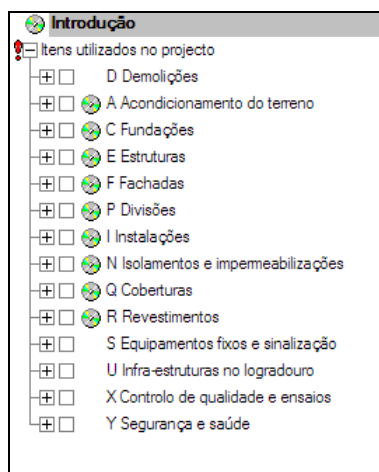 Introdução
Itens utilizados no projecto
D Demolições
A Acondicionamento do terreno
C Fundações
E Estruturas
F Fachadas
P Divisões
I Instalações
N Isolamentos e impermeabilizações
Q Coberturas
R Revestimentos
S Equipamentos fixos e sinalização
U Infra-estruturas no logradouro
X Controlo de qualidade e ensaios
Y Segurança e saúde